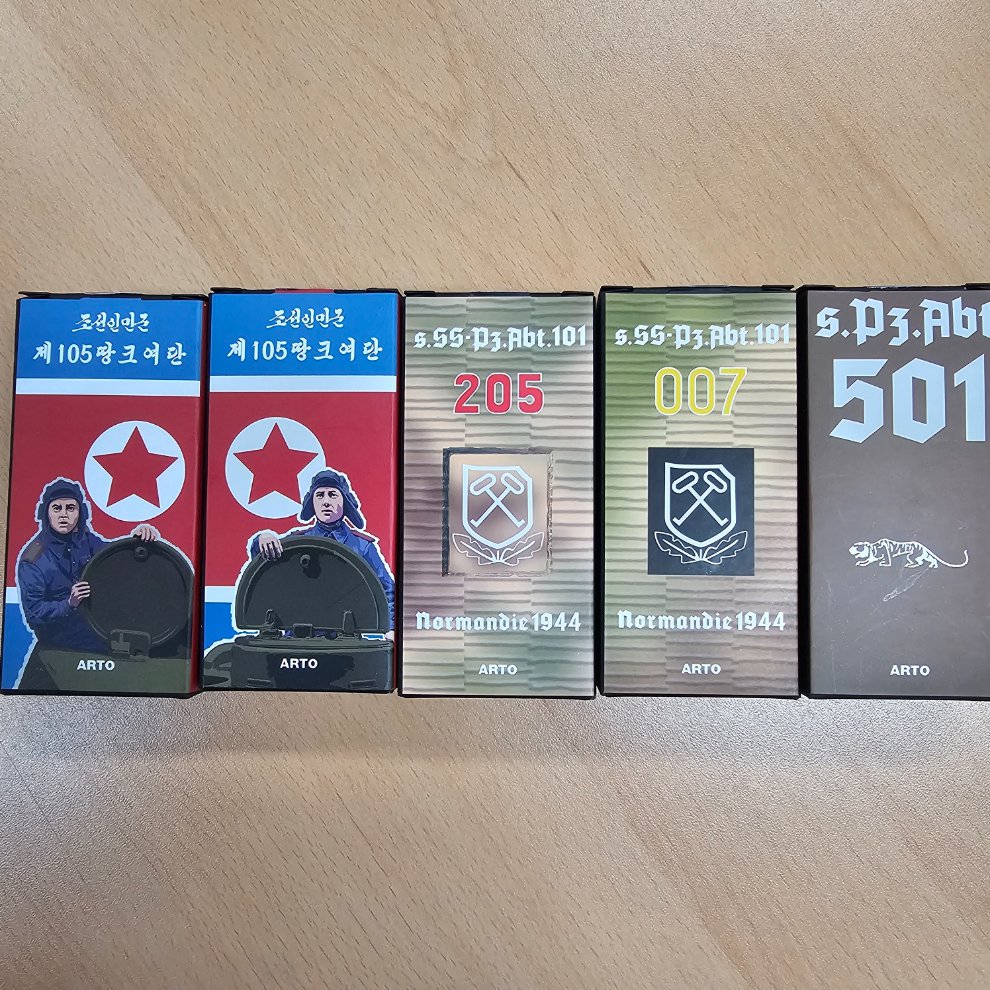 조선인민군
제105땅크여단
ARTO
조선인민군
제105땅크여단
ARTO
s.SS-Pz.Abt.101
205
Normandie 1944
ARTO
s.SS-Pz.Abt.101
007
Normandie 1944
ARTO
s.Pz.Abt
501
ARTO